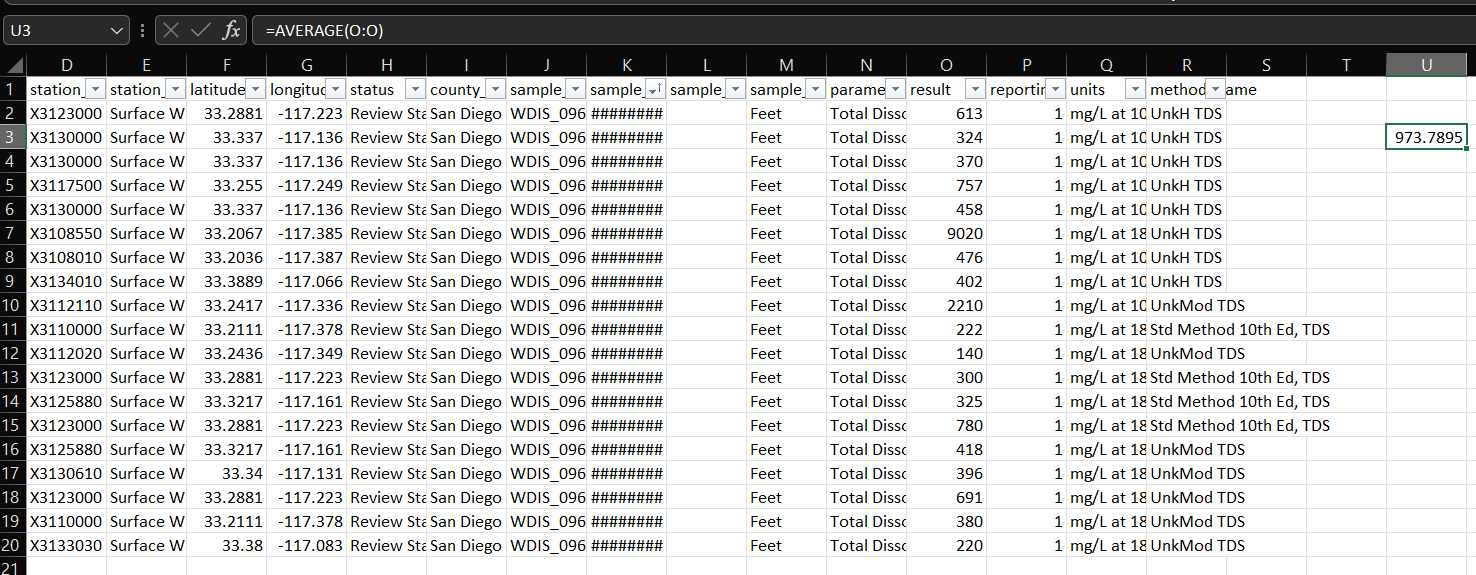 U3 fx =AVERAGE(O:O)
D E F G H I J K L M N O P Q R S T U
1 station_ station_ latitude longitud status county_ sample_ sample_ sample_ sample_ parame result reportin units method ame
2 X3123000 Surface W 33.2881 -117.223 Review Sta San Diego WDIS_096 ######## Feet Total Disso 613 1 mg/L at 10 UnkH TDS
3 X3130000 Surface W 33.337 -117.136 Review Sta San Diego WDIS_096 ######## Feet Total Disso 324 1 mg/L at 10 UnkH TDS 973.7895
4 X3130000 Surface W 33.337 -117.136 Review Sta San Diego WDIS_096 ######## Feet Total Disso 370 1 mg/L at 10 UnkH TDS
5 X3117500 Surface W 33.255 -117.249 Review Sta San Diego WDIS_096 ######## Feet Total Disso 757 1 mg/L at 10 UnkH TDS
6 X3130000 Surface W 33.337 -117.136 Review Sta San Diego WDIS_096 ######## Feet Total Disso 458 1 mg/L at 10 UnkH TDS
7 X3108550 Surface W 33.2067 -117.385 Review Sta San Diego WDIS_096 ######## Feet Total Disso 9020 1 mg/L at 18 UnkH TDS
8 X3108010 Surface W 33.2036 -117.387 Review Sta San Diego WDIS_096 ######## Feet Total Disso 476 1 mg/L at 10 UnkH TDS
9 X3134010 Surface W 33.3889 -117.066 Review Sta San Diego WDIS_096 ######## Feet Total Disso 402 1 mg/L at 10 UnkH TDS
10 X3112110 Surface W 33.2417 -117.336 Review Sta San Diego WDIS_096 ######## Feet Total Disso 2210 1 mg/L at 10 UnkMod TDS
11 X3110000 Surface W 33.2111 -117.378 Review Sta San Diego WDIS_096 ######## Feet Total Disso 222 1 mg/L at 18 Std Method 10th Ed, TDS
12 X3112020 Surface W 33.2436 -117.349 Review Sta San Diego WDIS_096 ######## Feet Total Disso 140 1 mg/L at 18 UnkMod TDS
13 X3123000 Surface W 33.2881 -117.223 Review Sta San Diego WDIS_096 ######## Feet Total Disso 300 1 mg/L at 18 Std Method 10th Ed, TDS
14 X3125880 Surface W 33.3217 -117.161 Review Sta San Diego WDIS_096 ######## Feet Total Disso 325 1 mg/L at 18 Std Method 10th Ed, TDS
15 X3123000 Surface W 33.2881 -117.223 Review Sta San Diego WDIS_096 ######## Feet Total Disso 780 1 mg/L at 18 Std Method 10th Ed, TDS
16 X3125880 Surface W 33.3217 -117.161 Review Sta San Diego WDIS_096 ######## Feet Total Disso 418 1 mg/L at 18 UnkMod TDS
17 X3130610 Surface W 33.34 -117.131 Review Sta San Diego WDIS_096 ######## Feet Total Disso 396 1 mg/L at 18 UnkMod TDS
18 X3123000 Surface W 33.2881 -117.223 Review Sta San Diego WDIS_096 ######## Feet Total Disso 691 1 mg/L at 18 UnkMod TDS
19 X3110000 Surface W 33.2111 -117.378 Review Sta San Diego WDIS_096 ######## Feet Total Disso 380 1 mg/L at 18 UnkMod TDS
20 X3133030 Surface W 33.38 -117.083 Review Sta San Diego WDIS_096 ######## Feet Total Disso 220 1 mg/L at 18 UnkMod TDS
21